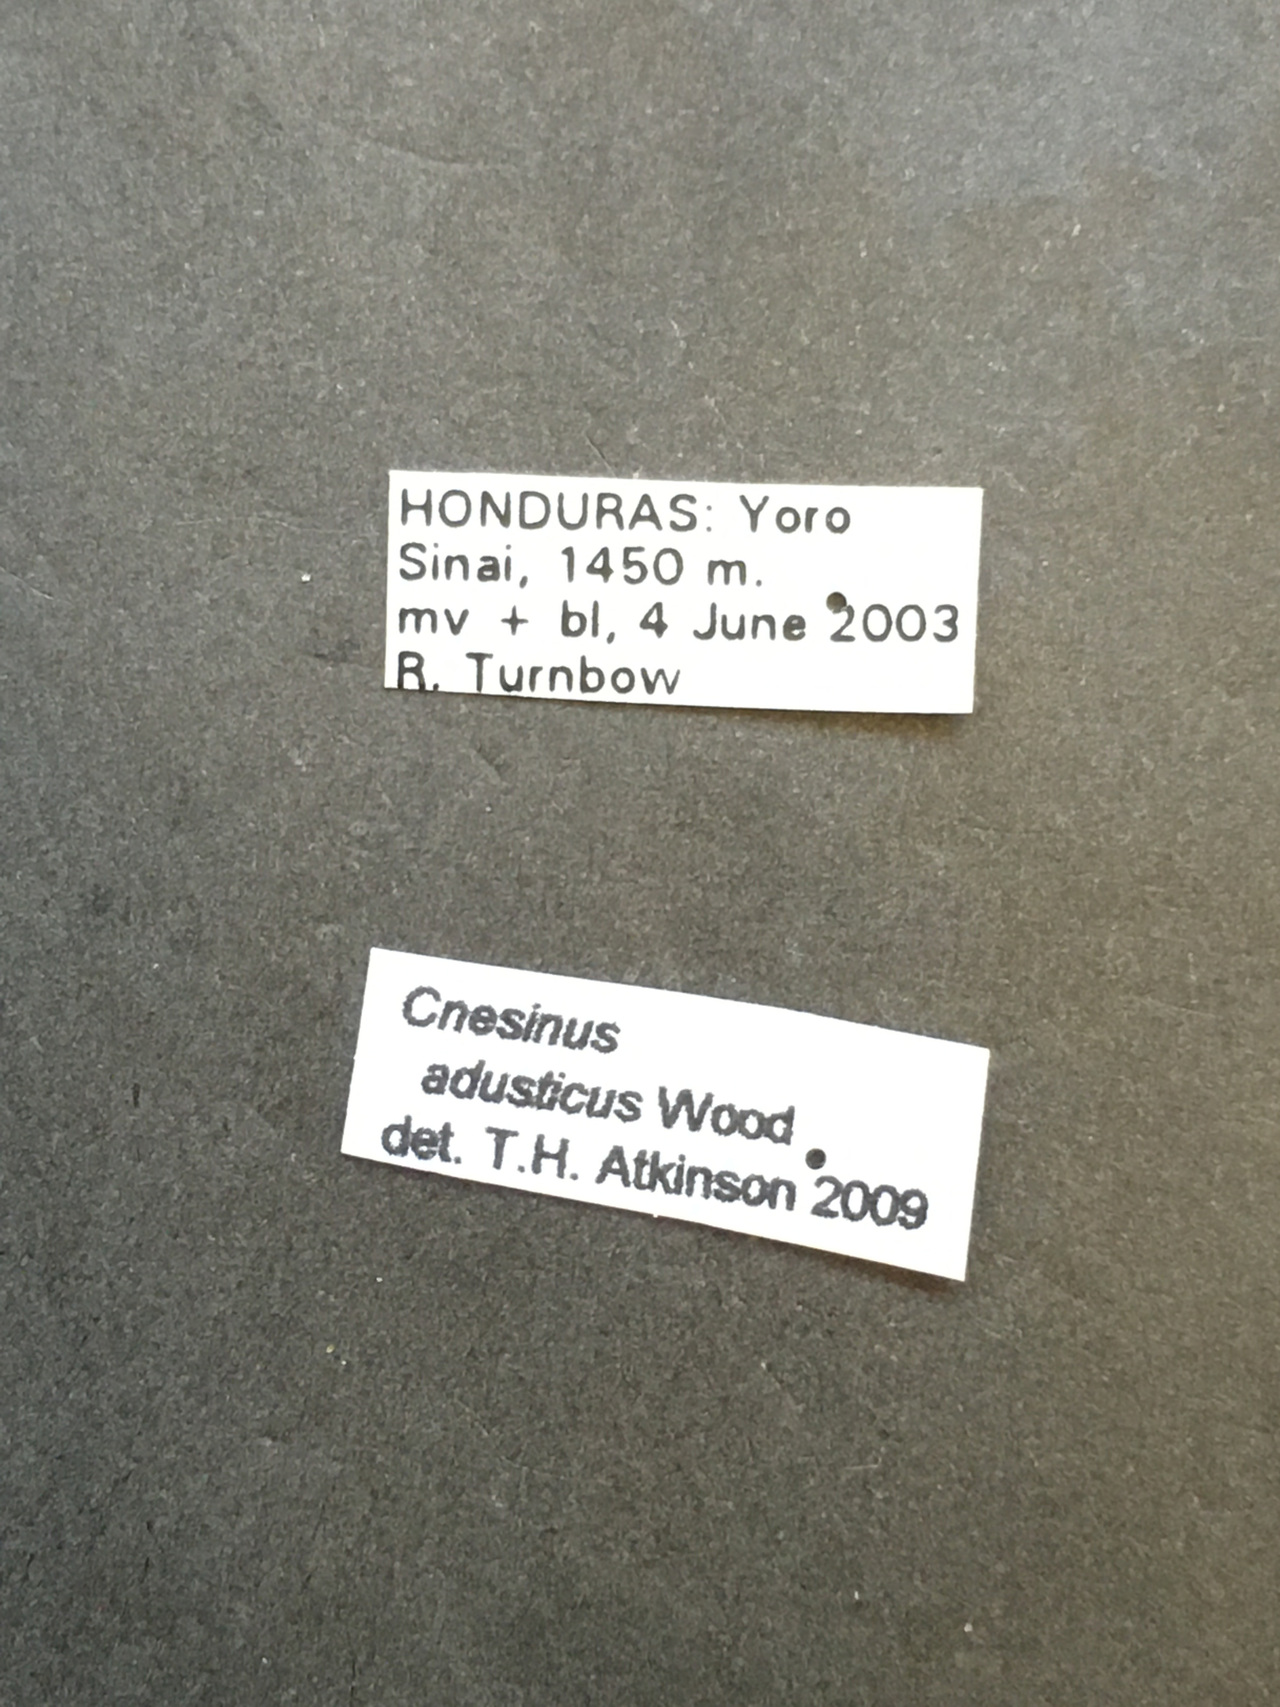 HONDURAS: Yoro
Sinai, 1450 m.
mv + bl, 4 June 2003
R. Turnbow
Cnesinus
adusticus Wood
det. T.H. Atkinson 2009